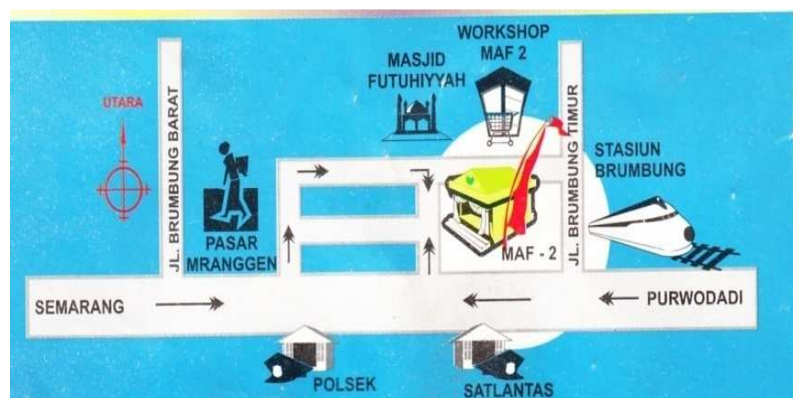 WORKSHOP
MAF 2
MASJID
FUTUHIYYAH
UTARA
JL. BRUMBUNG BARAT
JL. BRUMBUNG TIMUR
STASIUN
BRUMBUNG
PASAR
MRANGGEN
MAF - 2
SEMARANG
PURWODADI
POLSEK
SATLANTAS